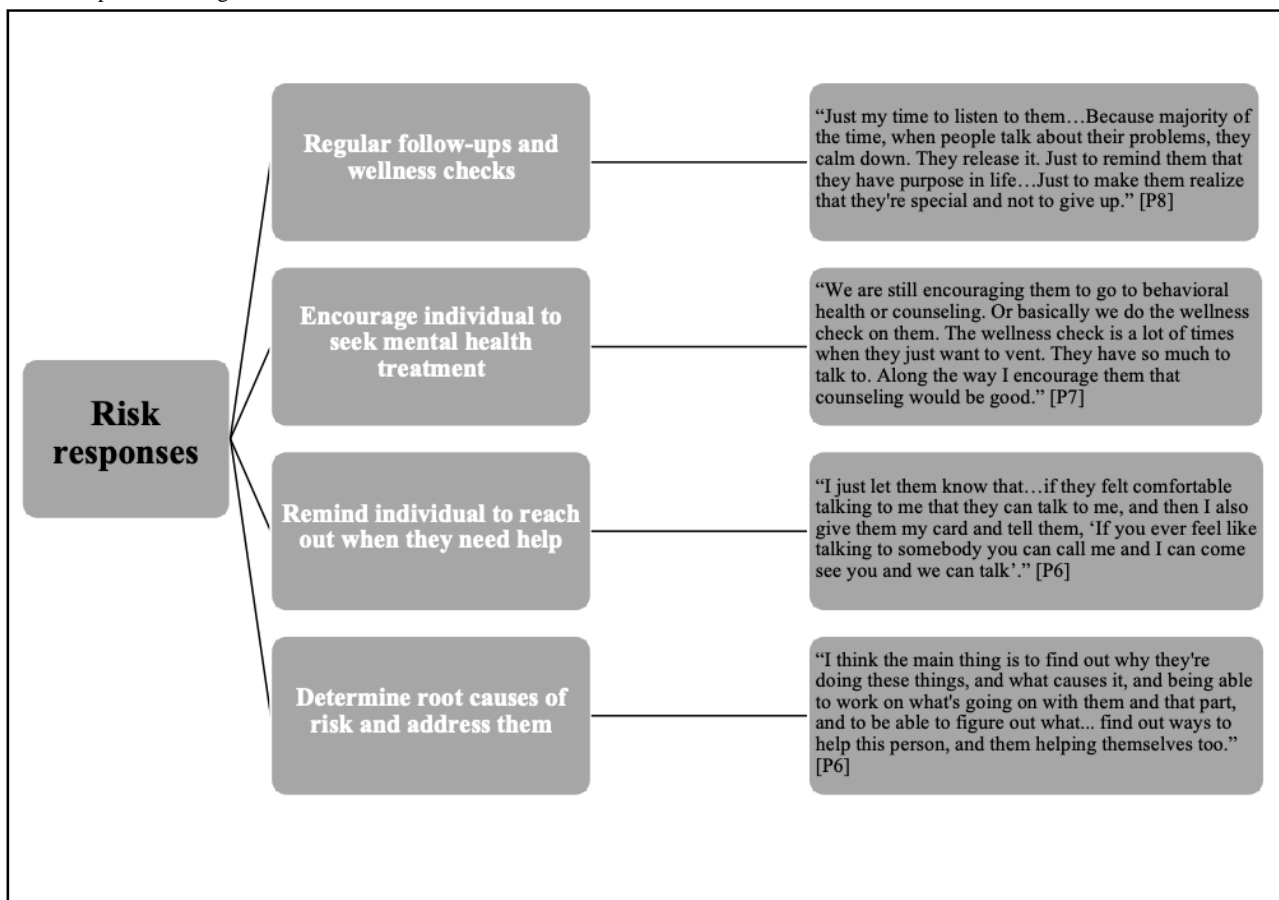 Risk
responses
Regular follow-ups and
wellness checks
“Just my time to listen to them…Because majority of
the time, when people talk about their problems, they
calm down. They release it. Just to remind them that
they have purpose in life…Just to make them realize
that they're special and not to give up.” [P8]
Encourage individual to
seek mental health
treatment
“We are still encouraging them to go to behavioral
health or counseling. Or basically we do the wellness
check on them. The wellness check is a lot of times
when they just want to vent. They have so much to
talk to. Along the way I encourage them that
counseling would be good.” [P7]
Remind individual to reach
out when they need help
“I just let them know that…if they felt comfortable
talking to me that they can talk to me, and then I also
give them my card and tell them, ‘If you ever feel like
talking to somebody you can call me and I can come
see you and we can talk’.” [P6]
Determine root causes of
risk and address them
“I think the main thing is to find out why they're
doing these things, and what causes it, and being able
to work on what's going on with them and that part,
and to be able to figure out what... find out ways to
help this person, and them helping themselves too.”
[P6]